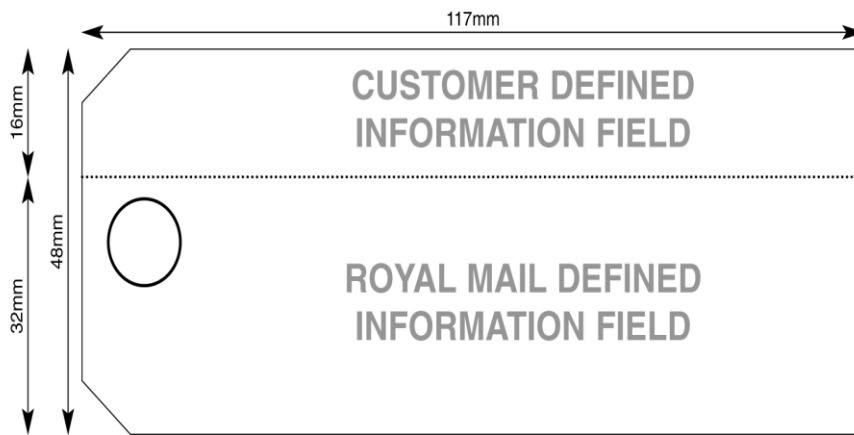 117mm
CUSTOMER DEFINED
INFORMATION FIELD
16mm
48mm
32mm
ROYAL MAIL DEFINED
INFORMATION FIELD